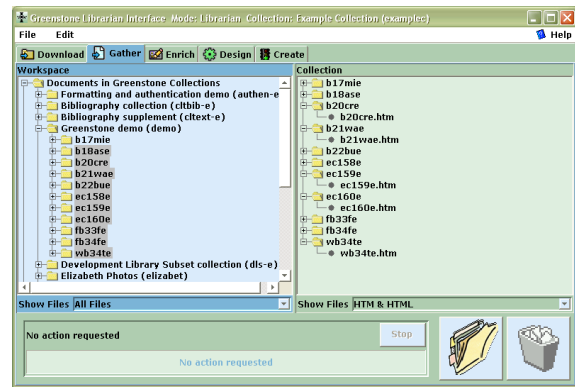 Greenstone Librarian Interface Mode: Librarian Collection: Example Collection (examplec)
File Edit Help
Download Gather Enrich Design Create
Workspace
Documents in Greenstone Collections
Formatting and authentication demo (authen-e
Bibliography collection (cltbib-e)
Bibliography supplement (cltext-e)
Greenstone demo (demo)
b17mie
b18ase
b20cre
b21wae
b22bue
ec158e
ec159e
ec160e
fb33fe
fb34fe
wb34te
Development Library Subset collection (dls-e)
Elizabeth Photos (elizabet)
Show Files All Files
Collection
b17mie
b18ase
b20cre
b20cre.htm
b21wae
b21wae.htm
b22bue
ec158e
ec159e
ec159e.htm
ec160e
ec160e.htm
fb33fe
fb34fe
wb34te
wb34te.htm
Show Files HTM & HTML
No action requested Stop
No action requested